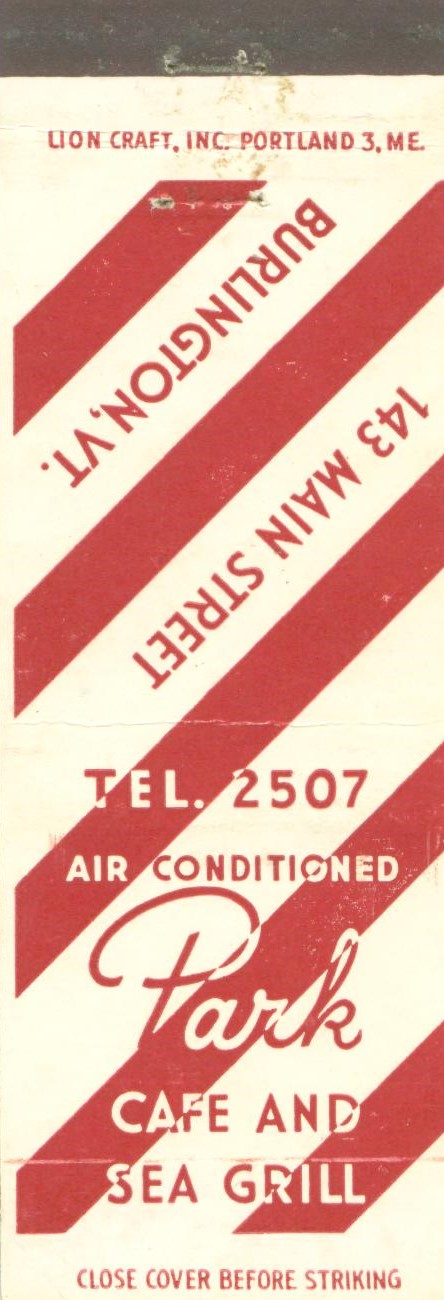 LION CRAFT, INC. PORTLAND 3, ME.
143 MAIN STREET
BURLINGTON, VT.
TEL. 2507
AIR CONDITIONED
Park
CAFE AND
SEA GRILL
CLOSE COVER BEFORE STRIKING